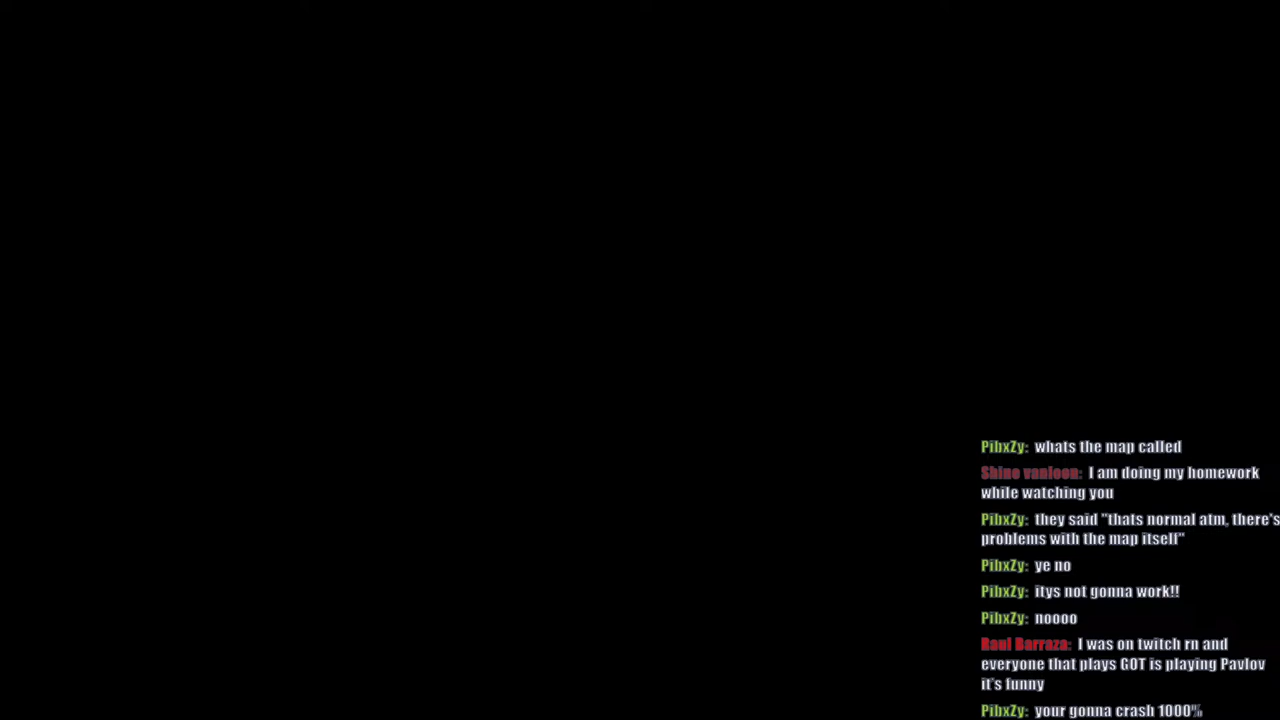 PibxZy: whats the map called
Shine vanloon: I am doing my homework
while watching you
PibxZy: they said "thats normal atm, there's
problems with the map itself"
PibxZy: ye no
PibxZy: itys not gonna work!!
PibxZy: noooo
Raul Barraza: I was on twitch rn and
everyone that plays GOT is playing Pavlov
it's funny
PibxZy: your gonna crash 1000%